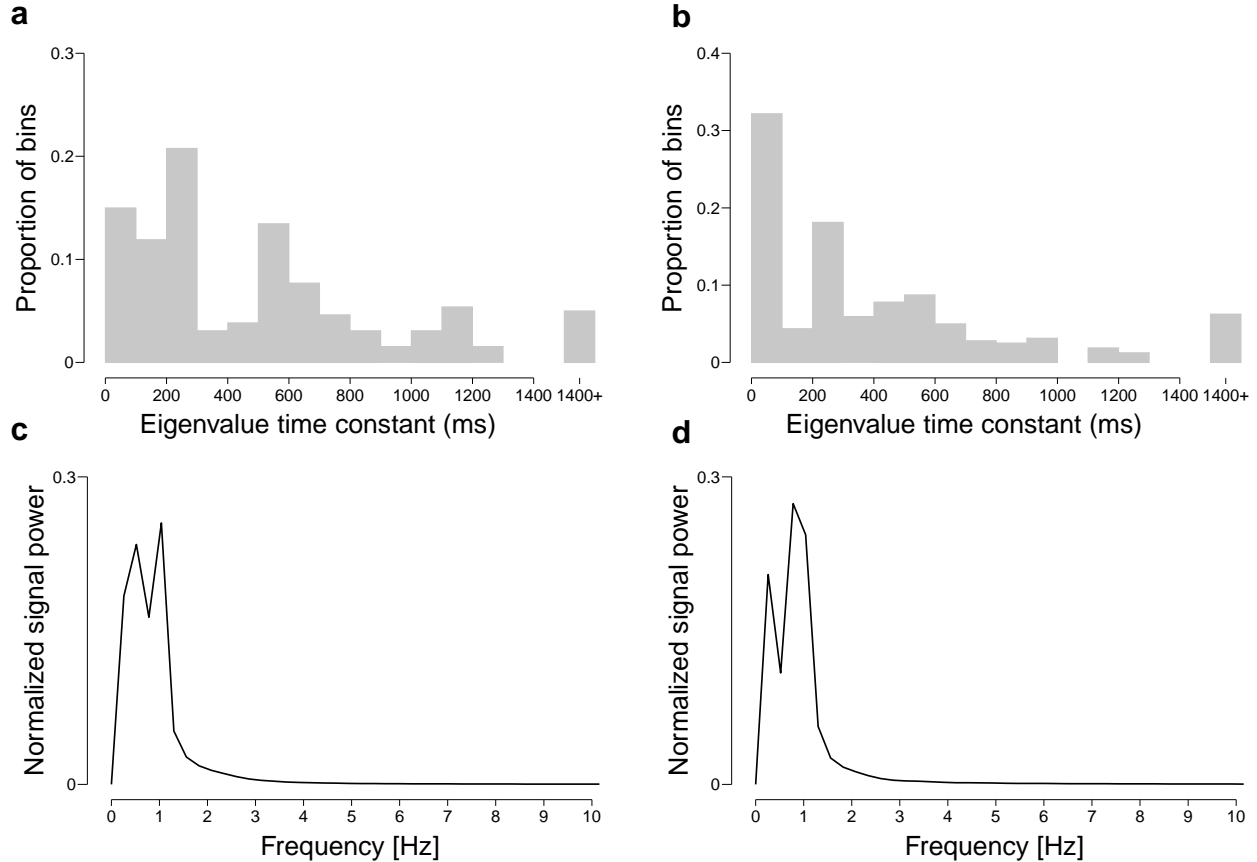 a
0.3
0.2
0.1
0
Proportion of bins
0 200 400 600 800 1000 1200 1400 1400+
Eigenvalue time constant (ms)
b
0.4
0.3
0.2
0.1
0
Proportion of bins
0 200 400 600 800 1000 1200 1400 1400+
Eigenvalue time constant (ms)
c
0.3
0
Normalized signal power
0 1 2 3 4 5 6 7 8 9 10
Frequency [Hz]
d
0.3
0
Normalized signal power
0 1 2 3 4 5 6 7 8 9 10
Frequency [Hz]